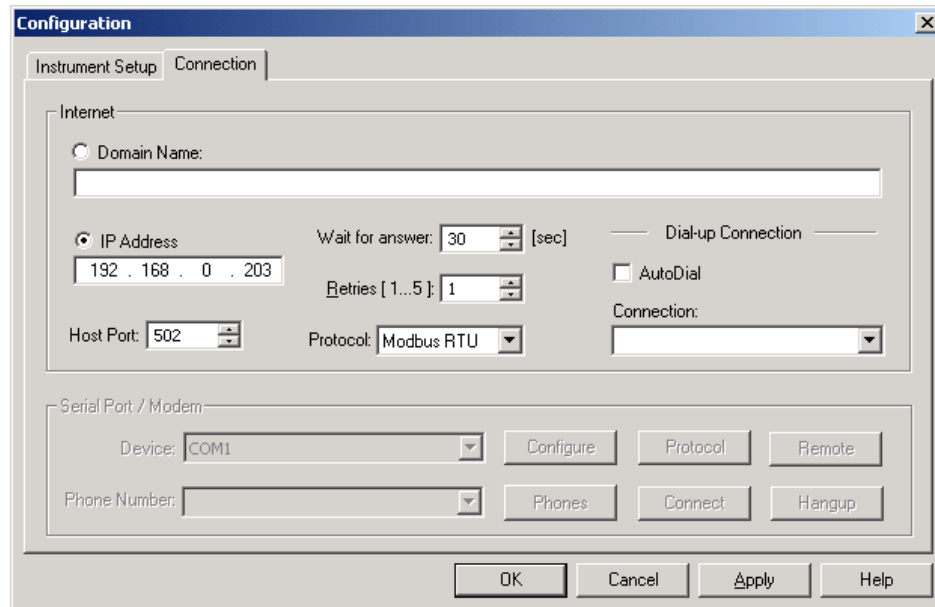 Configuration
Instrument Setup Connection
Internet
Domain Name:
IP Address Wait for answer: 30 [sec] Dial-up Connection
192 . 168 . 0 . 203 AutoDial
Retries [ 1...5 ]: 1
Connection:
Host Port: 502 Protocol: Modbus RTU
Serial Port / Modem
Device: COM1 Configure Protocol Remote
Phone Number: Phones Connect Hangup
OK Cancel Apply Help